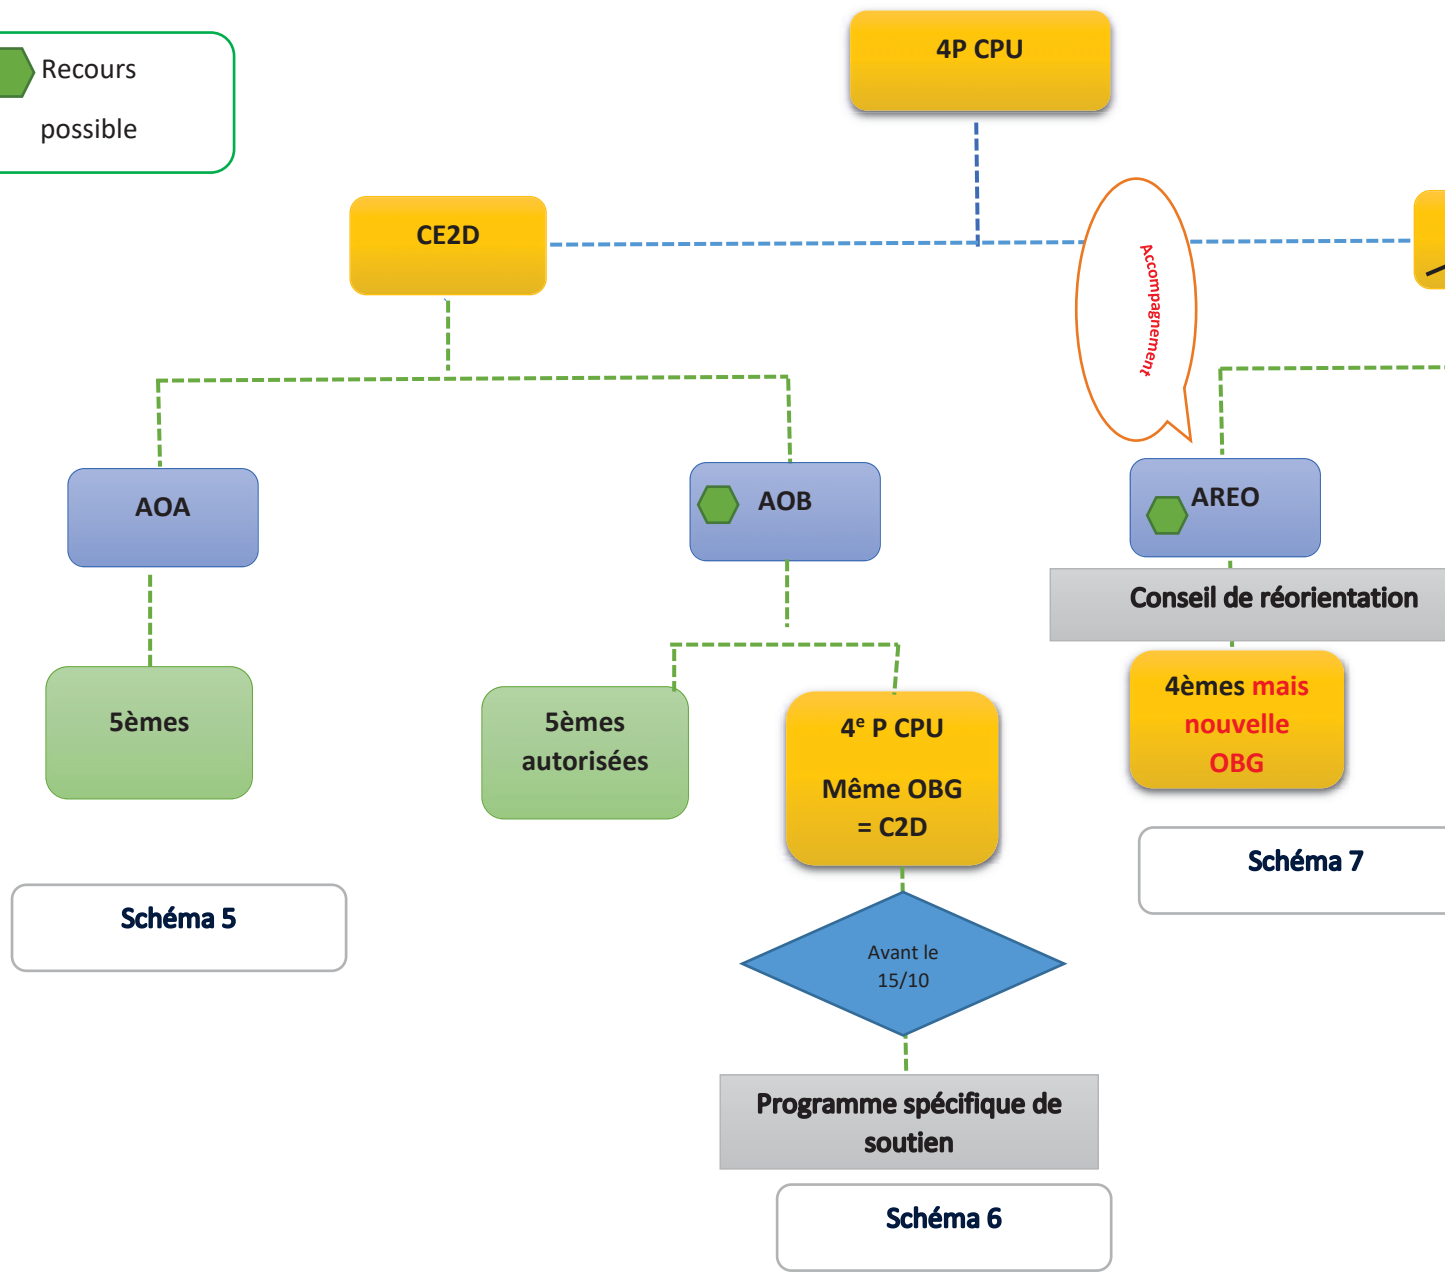 Recours
possible
4P CPU
CE2D
Accompagnement
AOA
AOB
AREO
Conseil de réorientation
5èmes
5èmes
autorisées
4e P CPU
Même OBG
= C2D
4èmes mais
nouvelle
OBG
Schéma 7
Schéma 5
Avant le
15/10
Programme spécifique de
soutien
Schéma 6